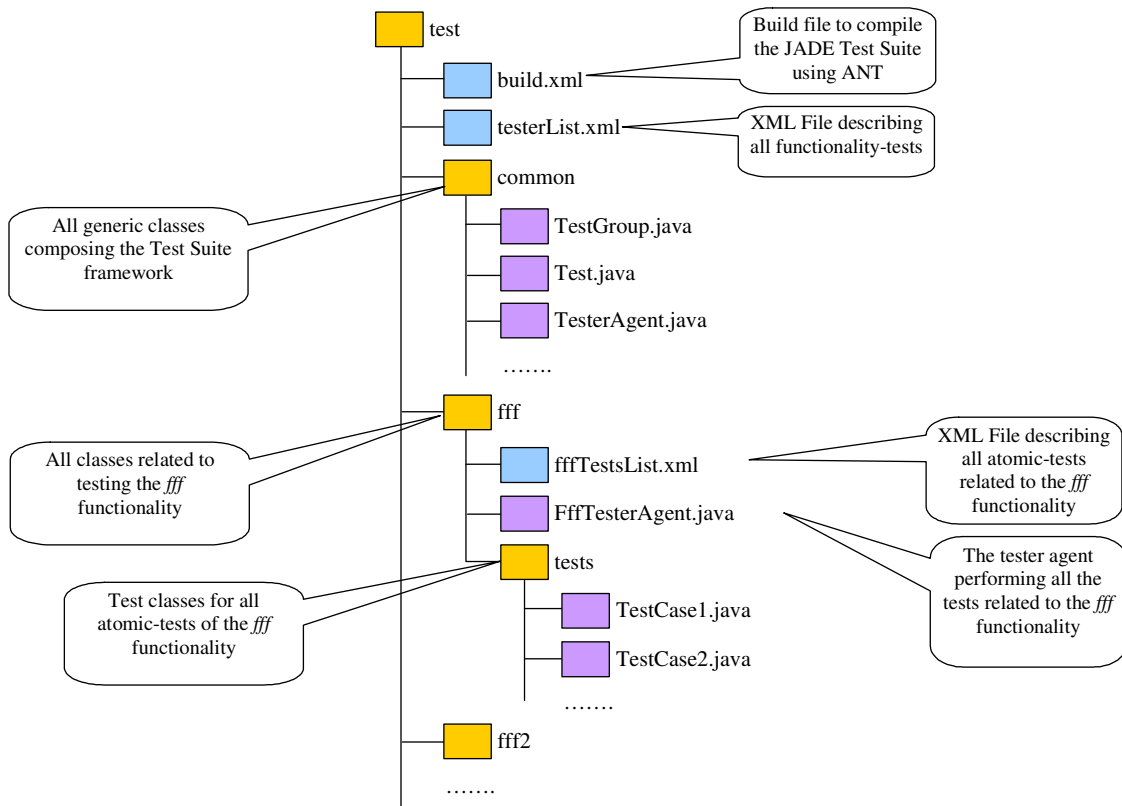 test
Build file to compile
the JADE Test Suite
using ANT
build.xml
testerList.xml
XML File describing
all functionality-tests
common
All generic classes
composing the Test Suite
framework
TestGroup.java
Test.java
TesterAgent.java
…….
fff
All classes related to
testing the fff
functionality
fffTestsList.xml
XML File describing
all atomic-tests
related to the fff
functionality
FffTesterAgent.java
The tester agent
performing all the
tests related to the fff
functionality
tests
Test classes for all
atomic-tests of the fff
functionality
TestCase1.java
TestCase2.java
…….
fff2
…….